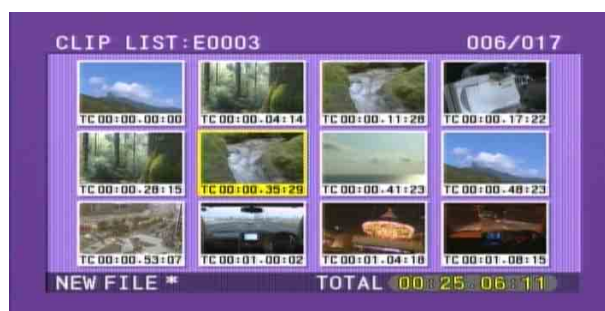 CLIP LIST:E0003 006/017
TC 00:00.00:00 TC 00:00.04:14 TC 00:00.11:28 TC 00:00.17:22
TC 00:00.28:15 TC 00:00.35:29 TC 00:00.41:23 TC 00:00.48:23
TC 00:00.53:07 TC 00:01.00:02 TC 00:01.04:18 TC 00:01.08:15
NEW FILE * TOTAL 00:25.06:11